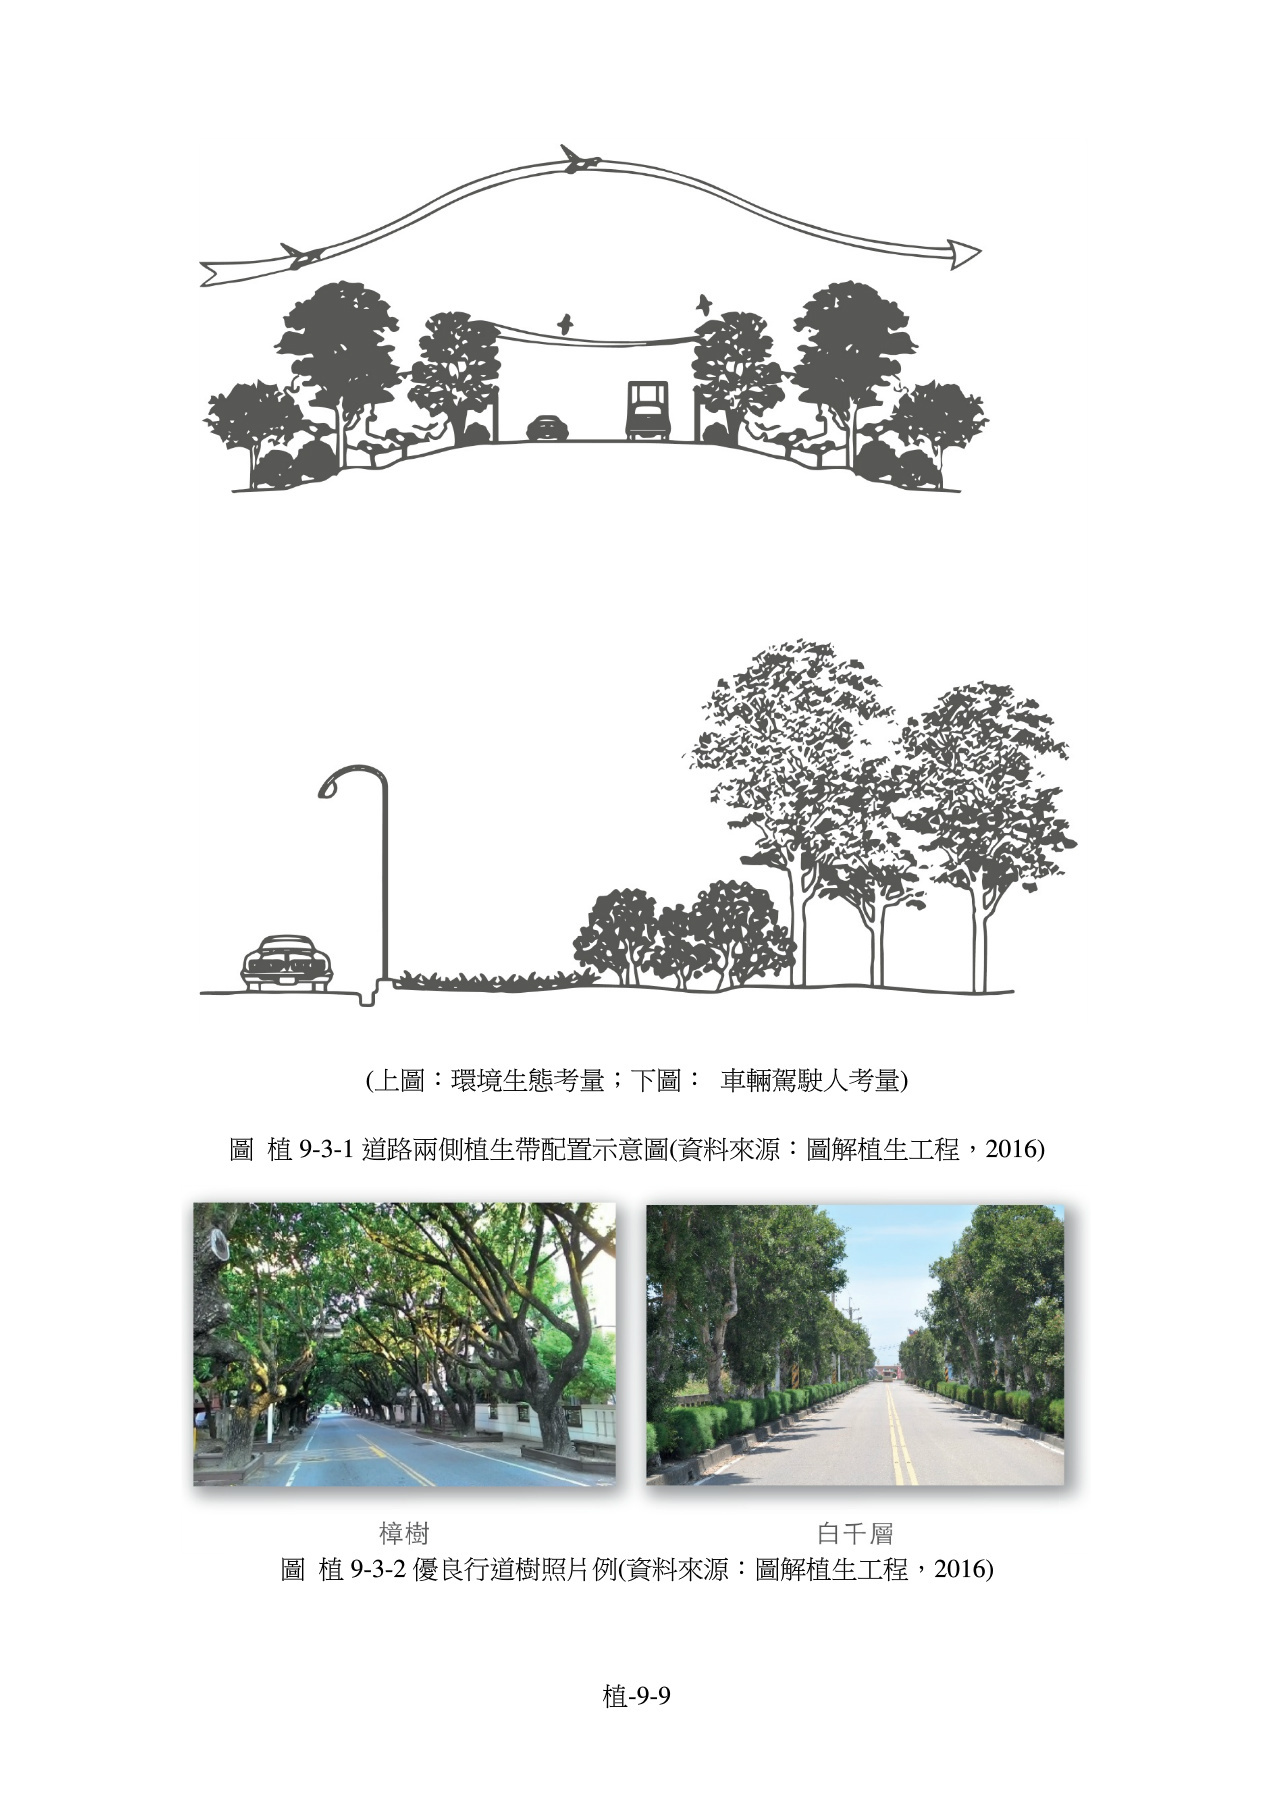 (上圖：環境生態考量；下圖： 車輛駕駛人考量)
圖 植 9-3-1 道路兩側植生帶配置示意圖(資料來源：圖解植生工程，2016)
樟樹 白千層
圖 植 9-3-2 優良行道樹照片例(資料來源：圖解植生工程，2016)
植-9-9